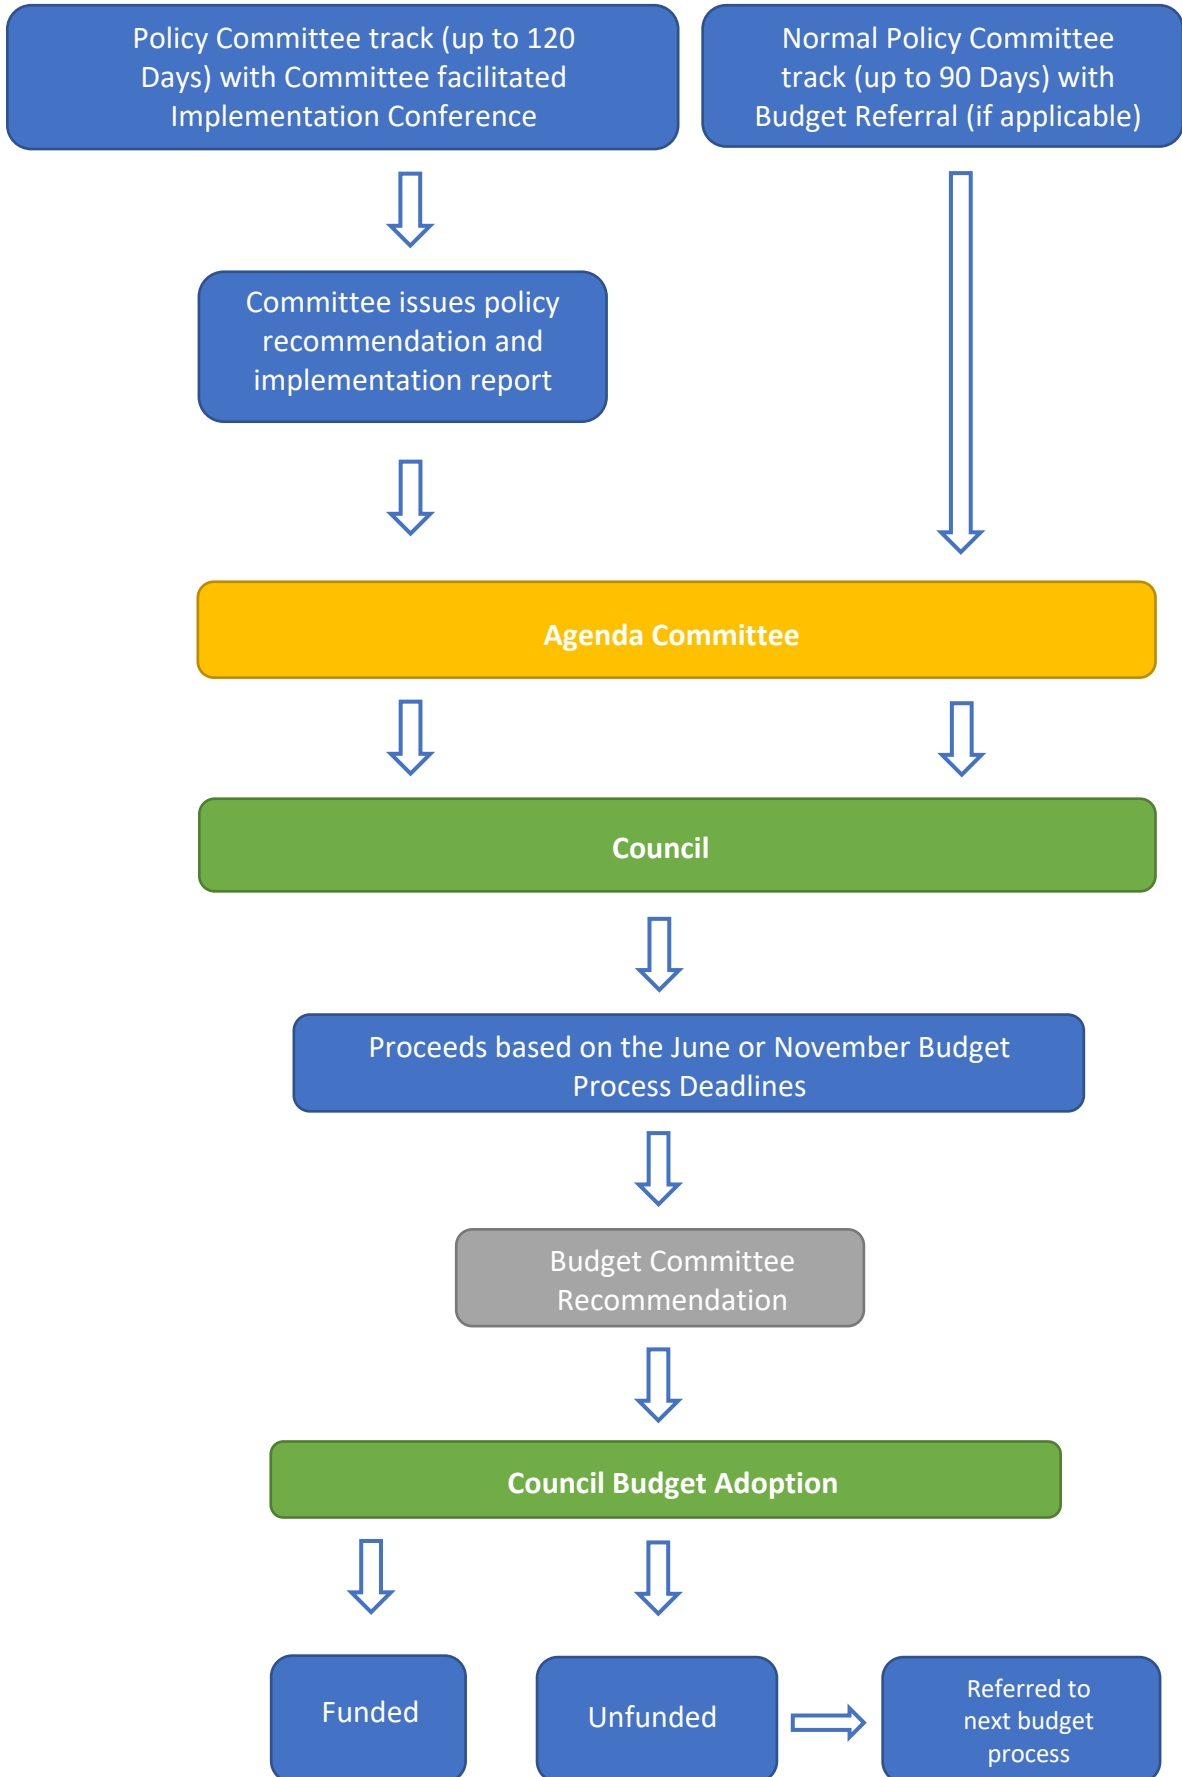 Policy Committee track (up to 120
Days) with Committee facilitated
Implementation Conference
Normal Policy Committee
track (up to 90 Days) with
Budget Referral (if applicable)
Committee issues policy
recommendation and
implementation report
Agenda Committee
Council
Proceeds based on the June or November Budget
Process Deadlines
Budget Committee
Recommendation
Council Budget Adoption
Funded
Unfunded
Referred to
next budget
process